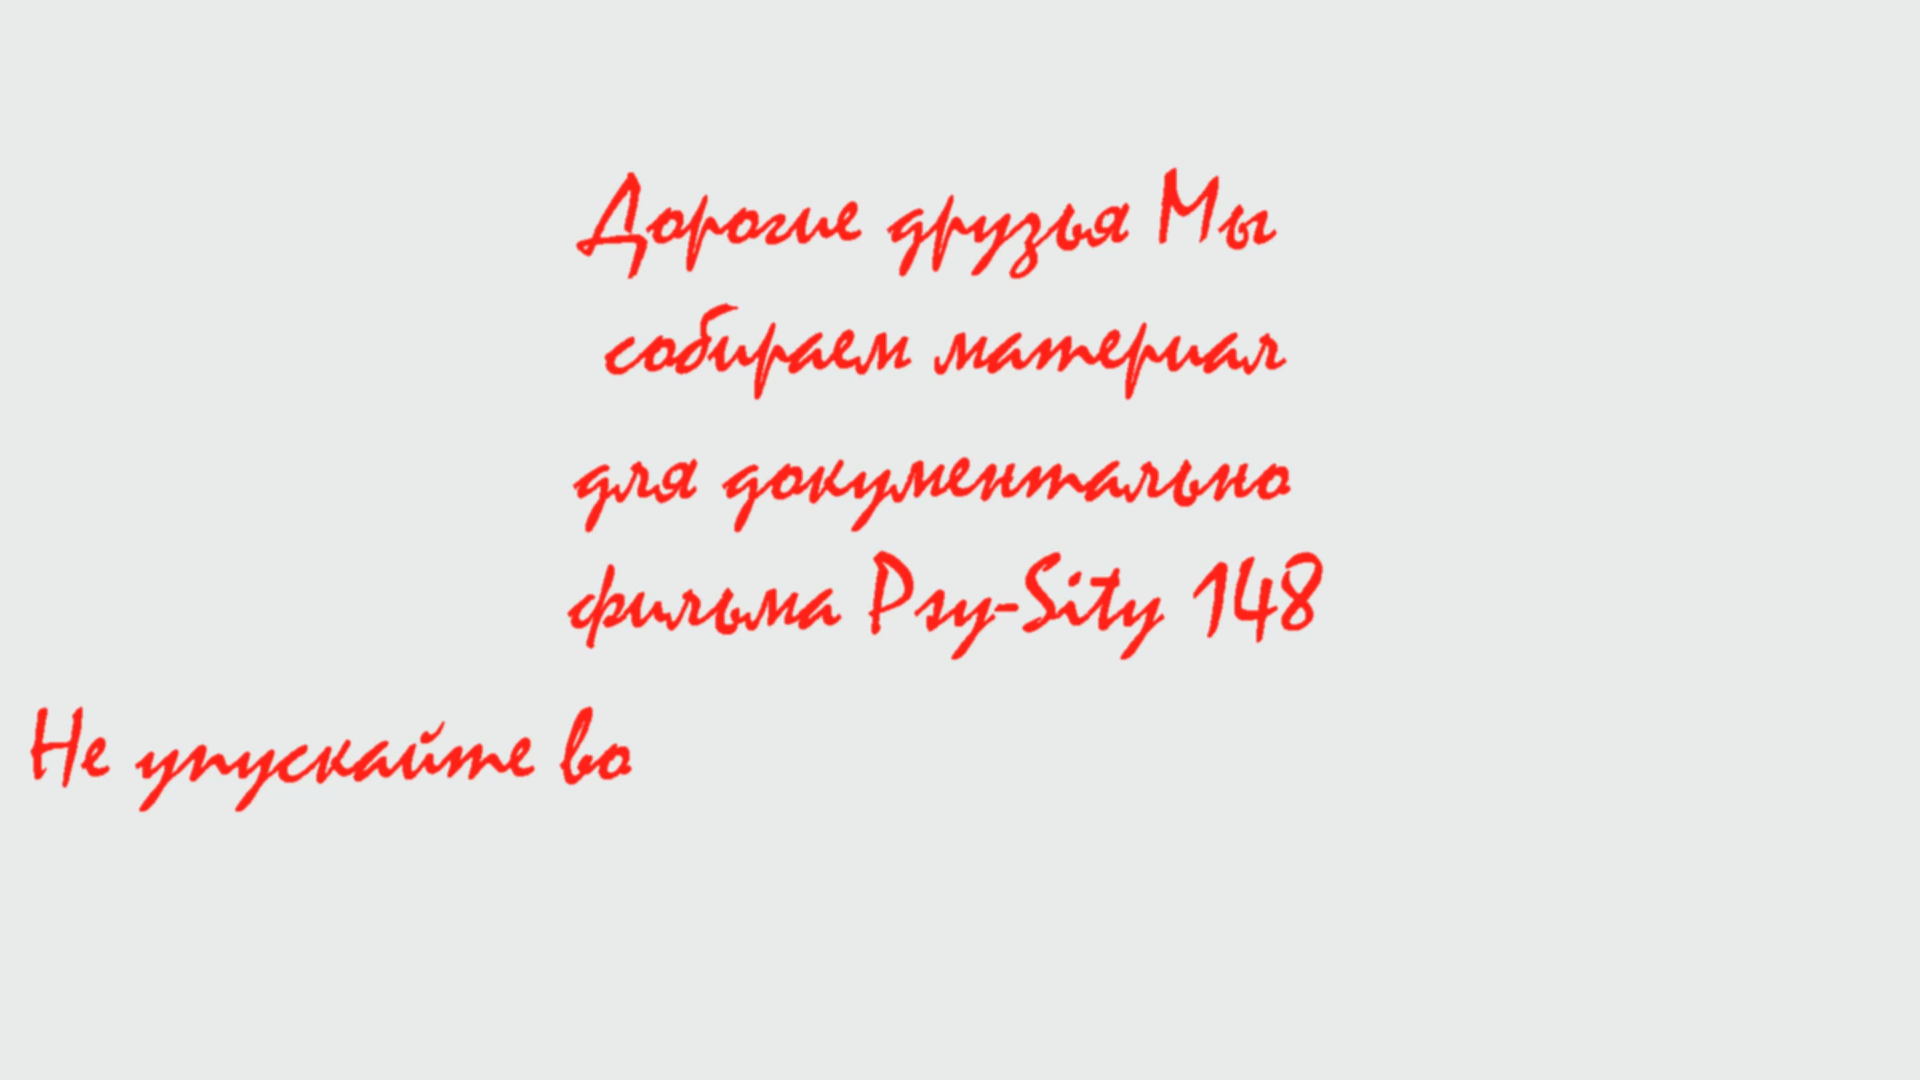 Дорогие друзья Мы
собираем материал
для документально
фильма Psy-Sity 148
Не упускайте во